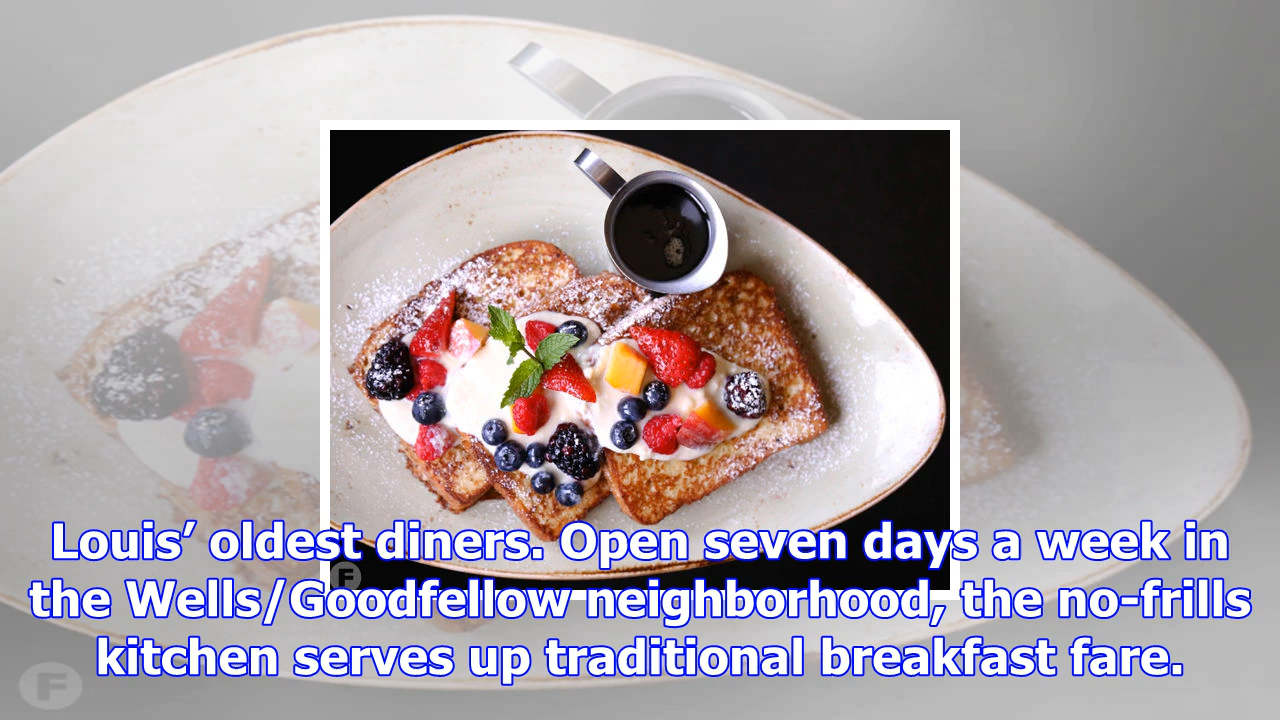 Louis’ oldest diners. Open seven days a week in
the Wells/Goodfellow neighborhood, the no-frills
kitchen serves up traditional breakfast fare.
F
F